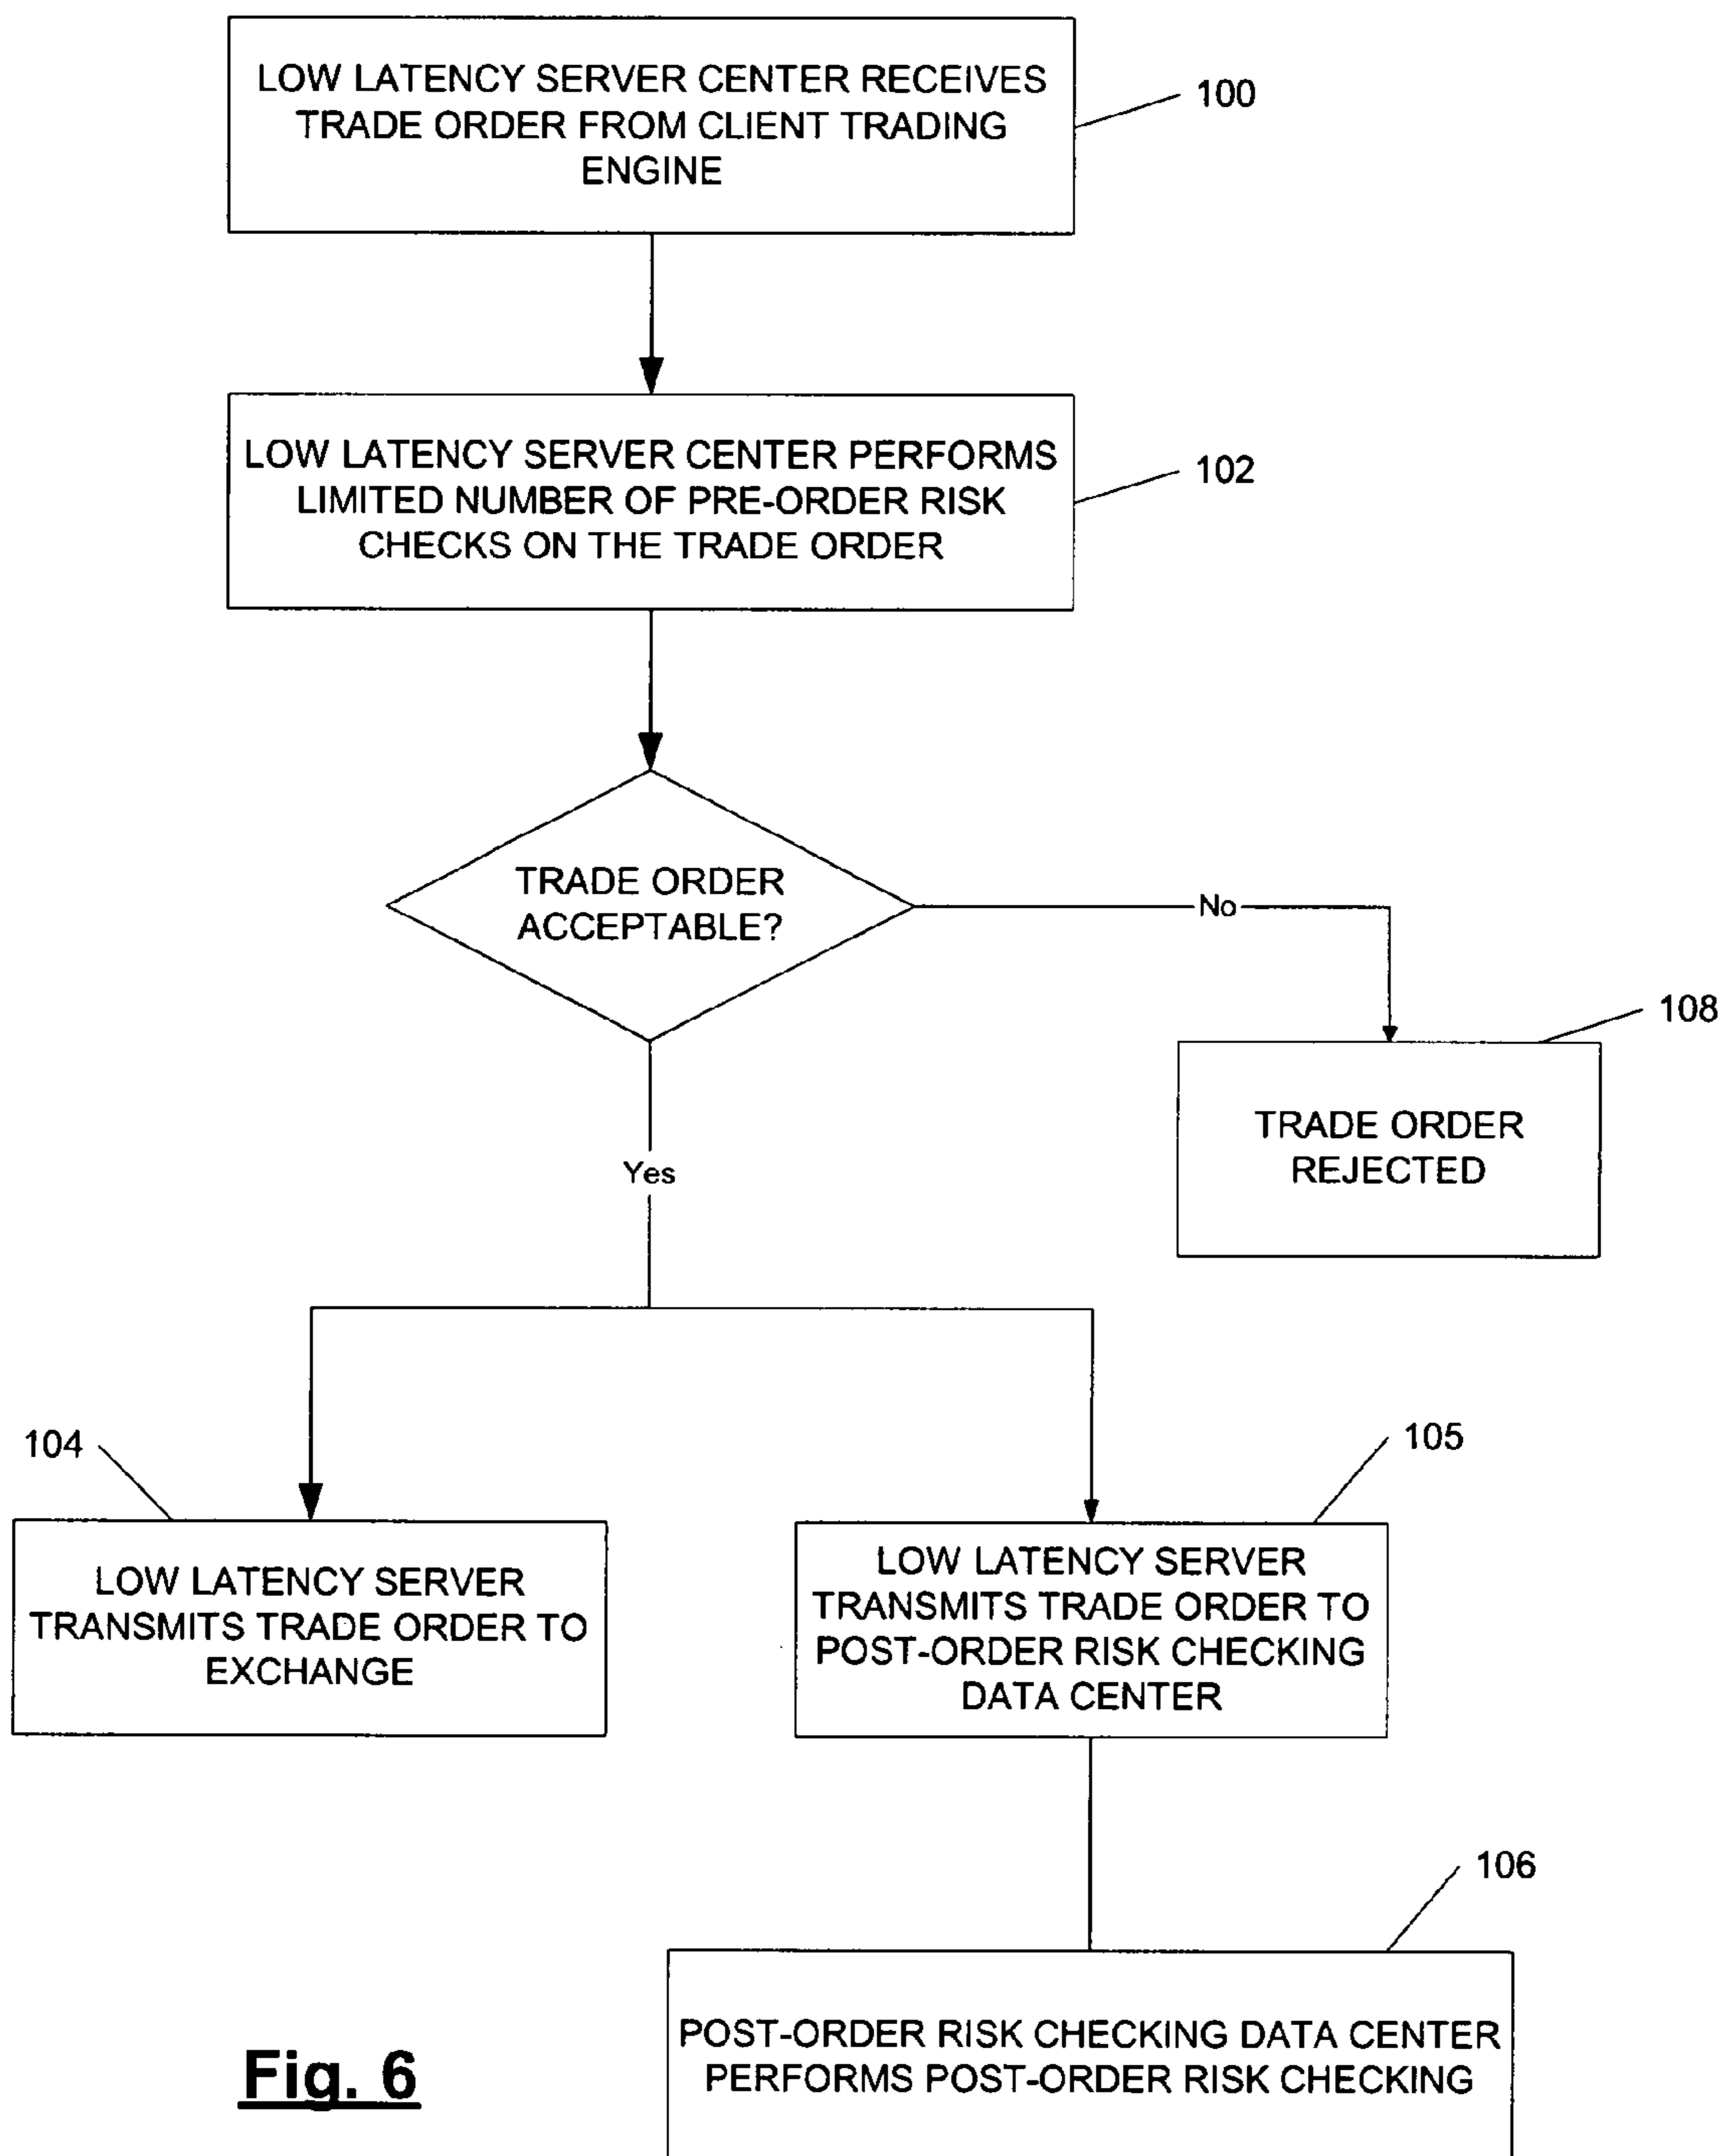 LOW LATENCY SERVER CENTER RECEIVES
TRADE ORDER FROM CLIENT TRADING
ENGINE
100
LOW LATENCY SERVER CENTER PERFORMS
LIMITED NUMBER OF PRE-ORDER RISK
CHECKS ON THE TRADE ORDER
102
TRADE ORDER
ACCEPTABLE?
No
108
TRADE ORDER
REJECTED
Yes
104
LOW LATENCY SERVER
TRANSMITS TRADE ORDER TO
EXCHANGE
105
LOW LATENCY SERVER
TRANSMITS TRADE ORDER TO
POST-ORDER RISK CHECKING
DATA CENTER
106
POST-ORDER RISK CHECKING DATA CENTER
PERFORMS POST-ORDER RISK CHECKING
Fig. 6